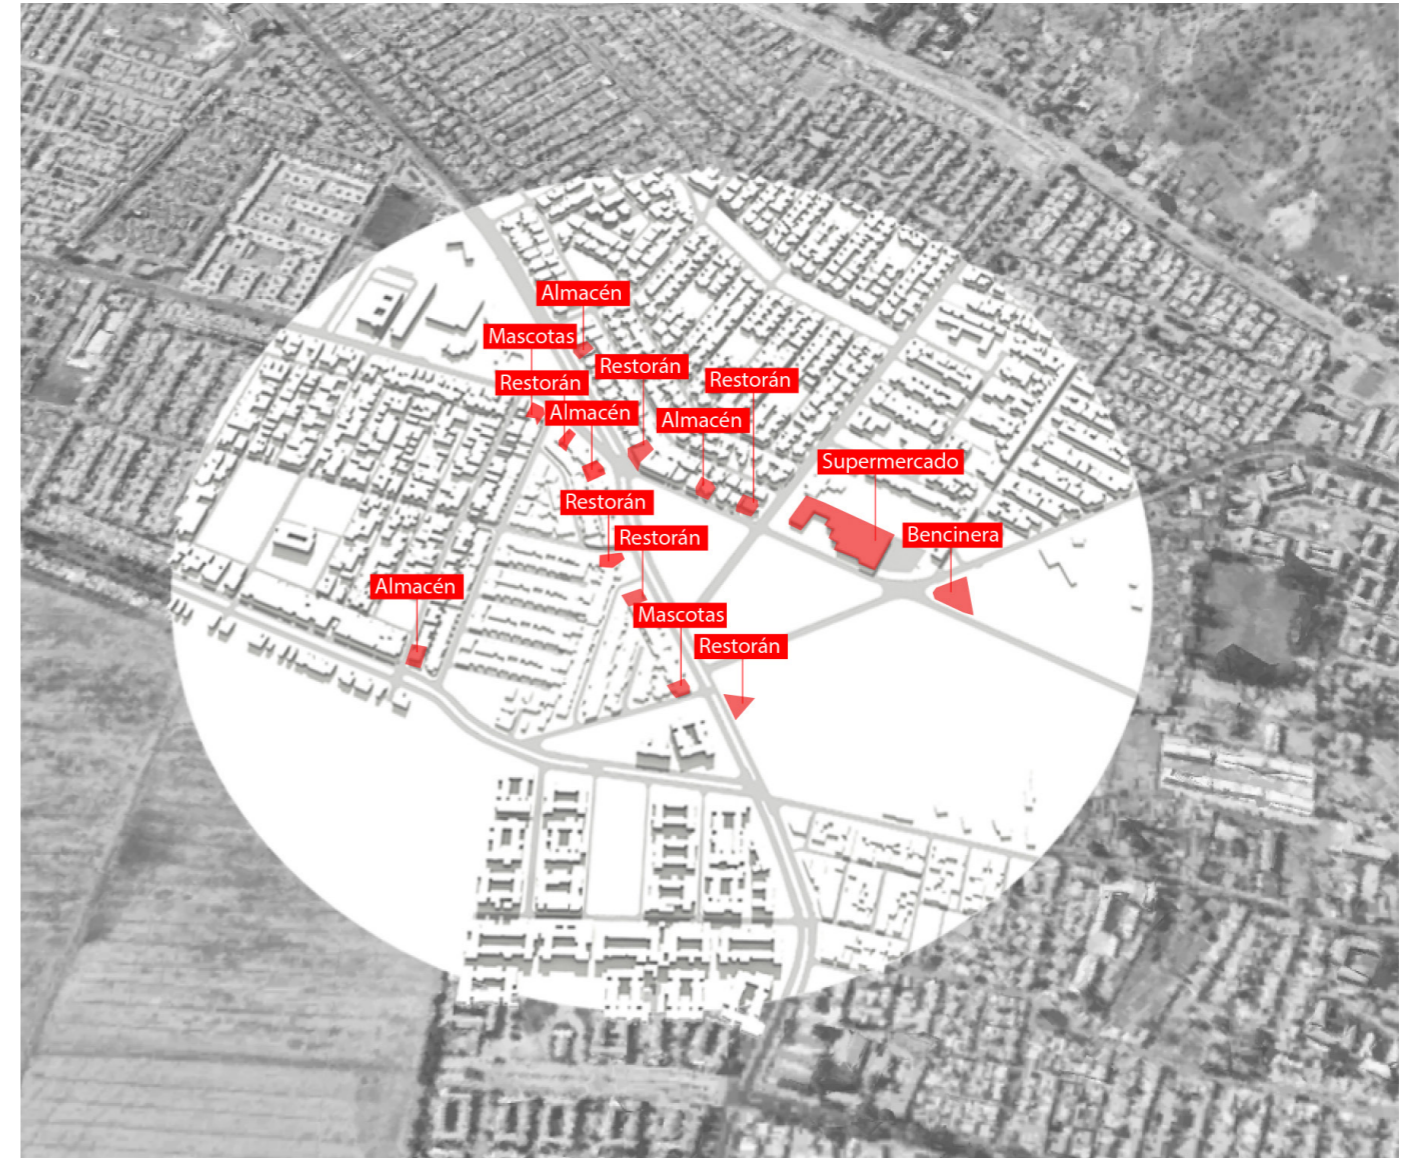 Almacén
Mascotas
Restorán
Restorán
Restorán
Almacén
Almacén
Supermercado
Restorán
Bencinera
Restorán
Almacén
Mascotas
Restorán